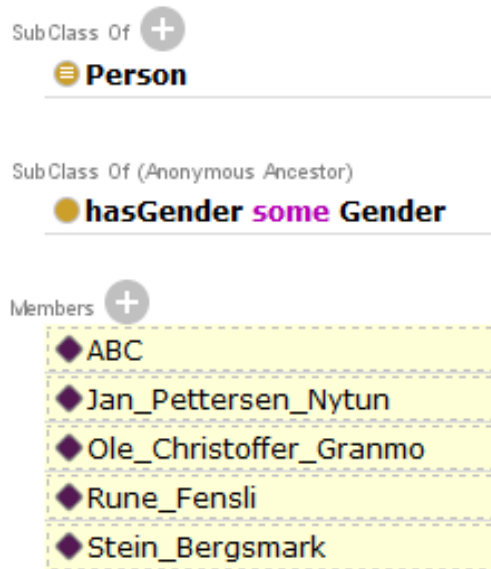 SubClass Of
Person
SubClass Of (Anonymous Ancestor)
hasGender some Gender
Members
ABC
Jan_Pettersen_Nytun
Ole_Christoffer_Granmo
Rune_Fensli
Stein_Bergsmark